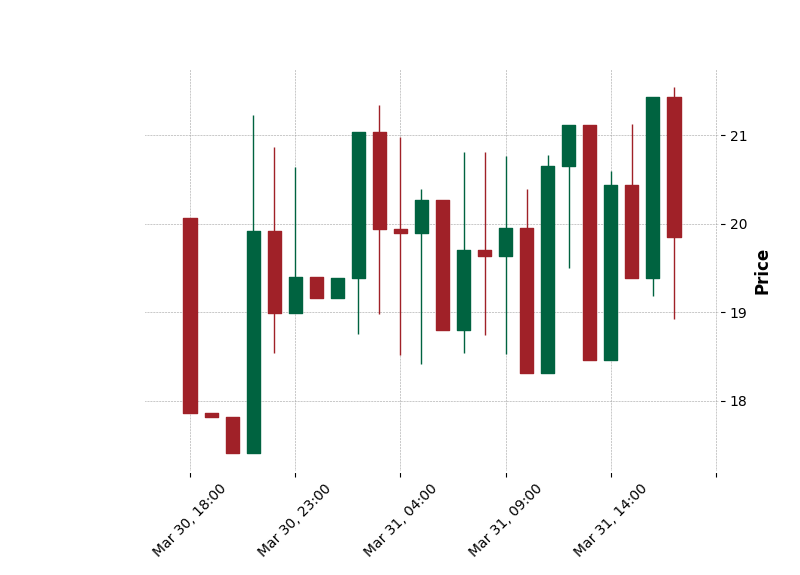 21
20
19
18
Price
Mar 30, 18:00
Mar 30, 23:00
Mar 31, 04:00
Mar 31, 09:00
Mar 31, 14:00